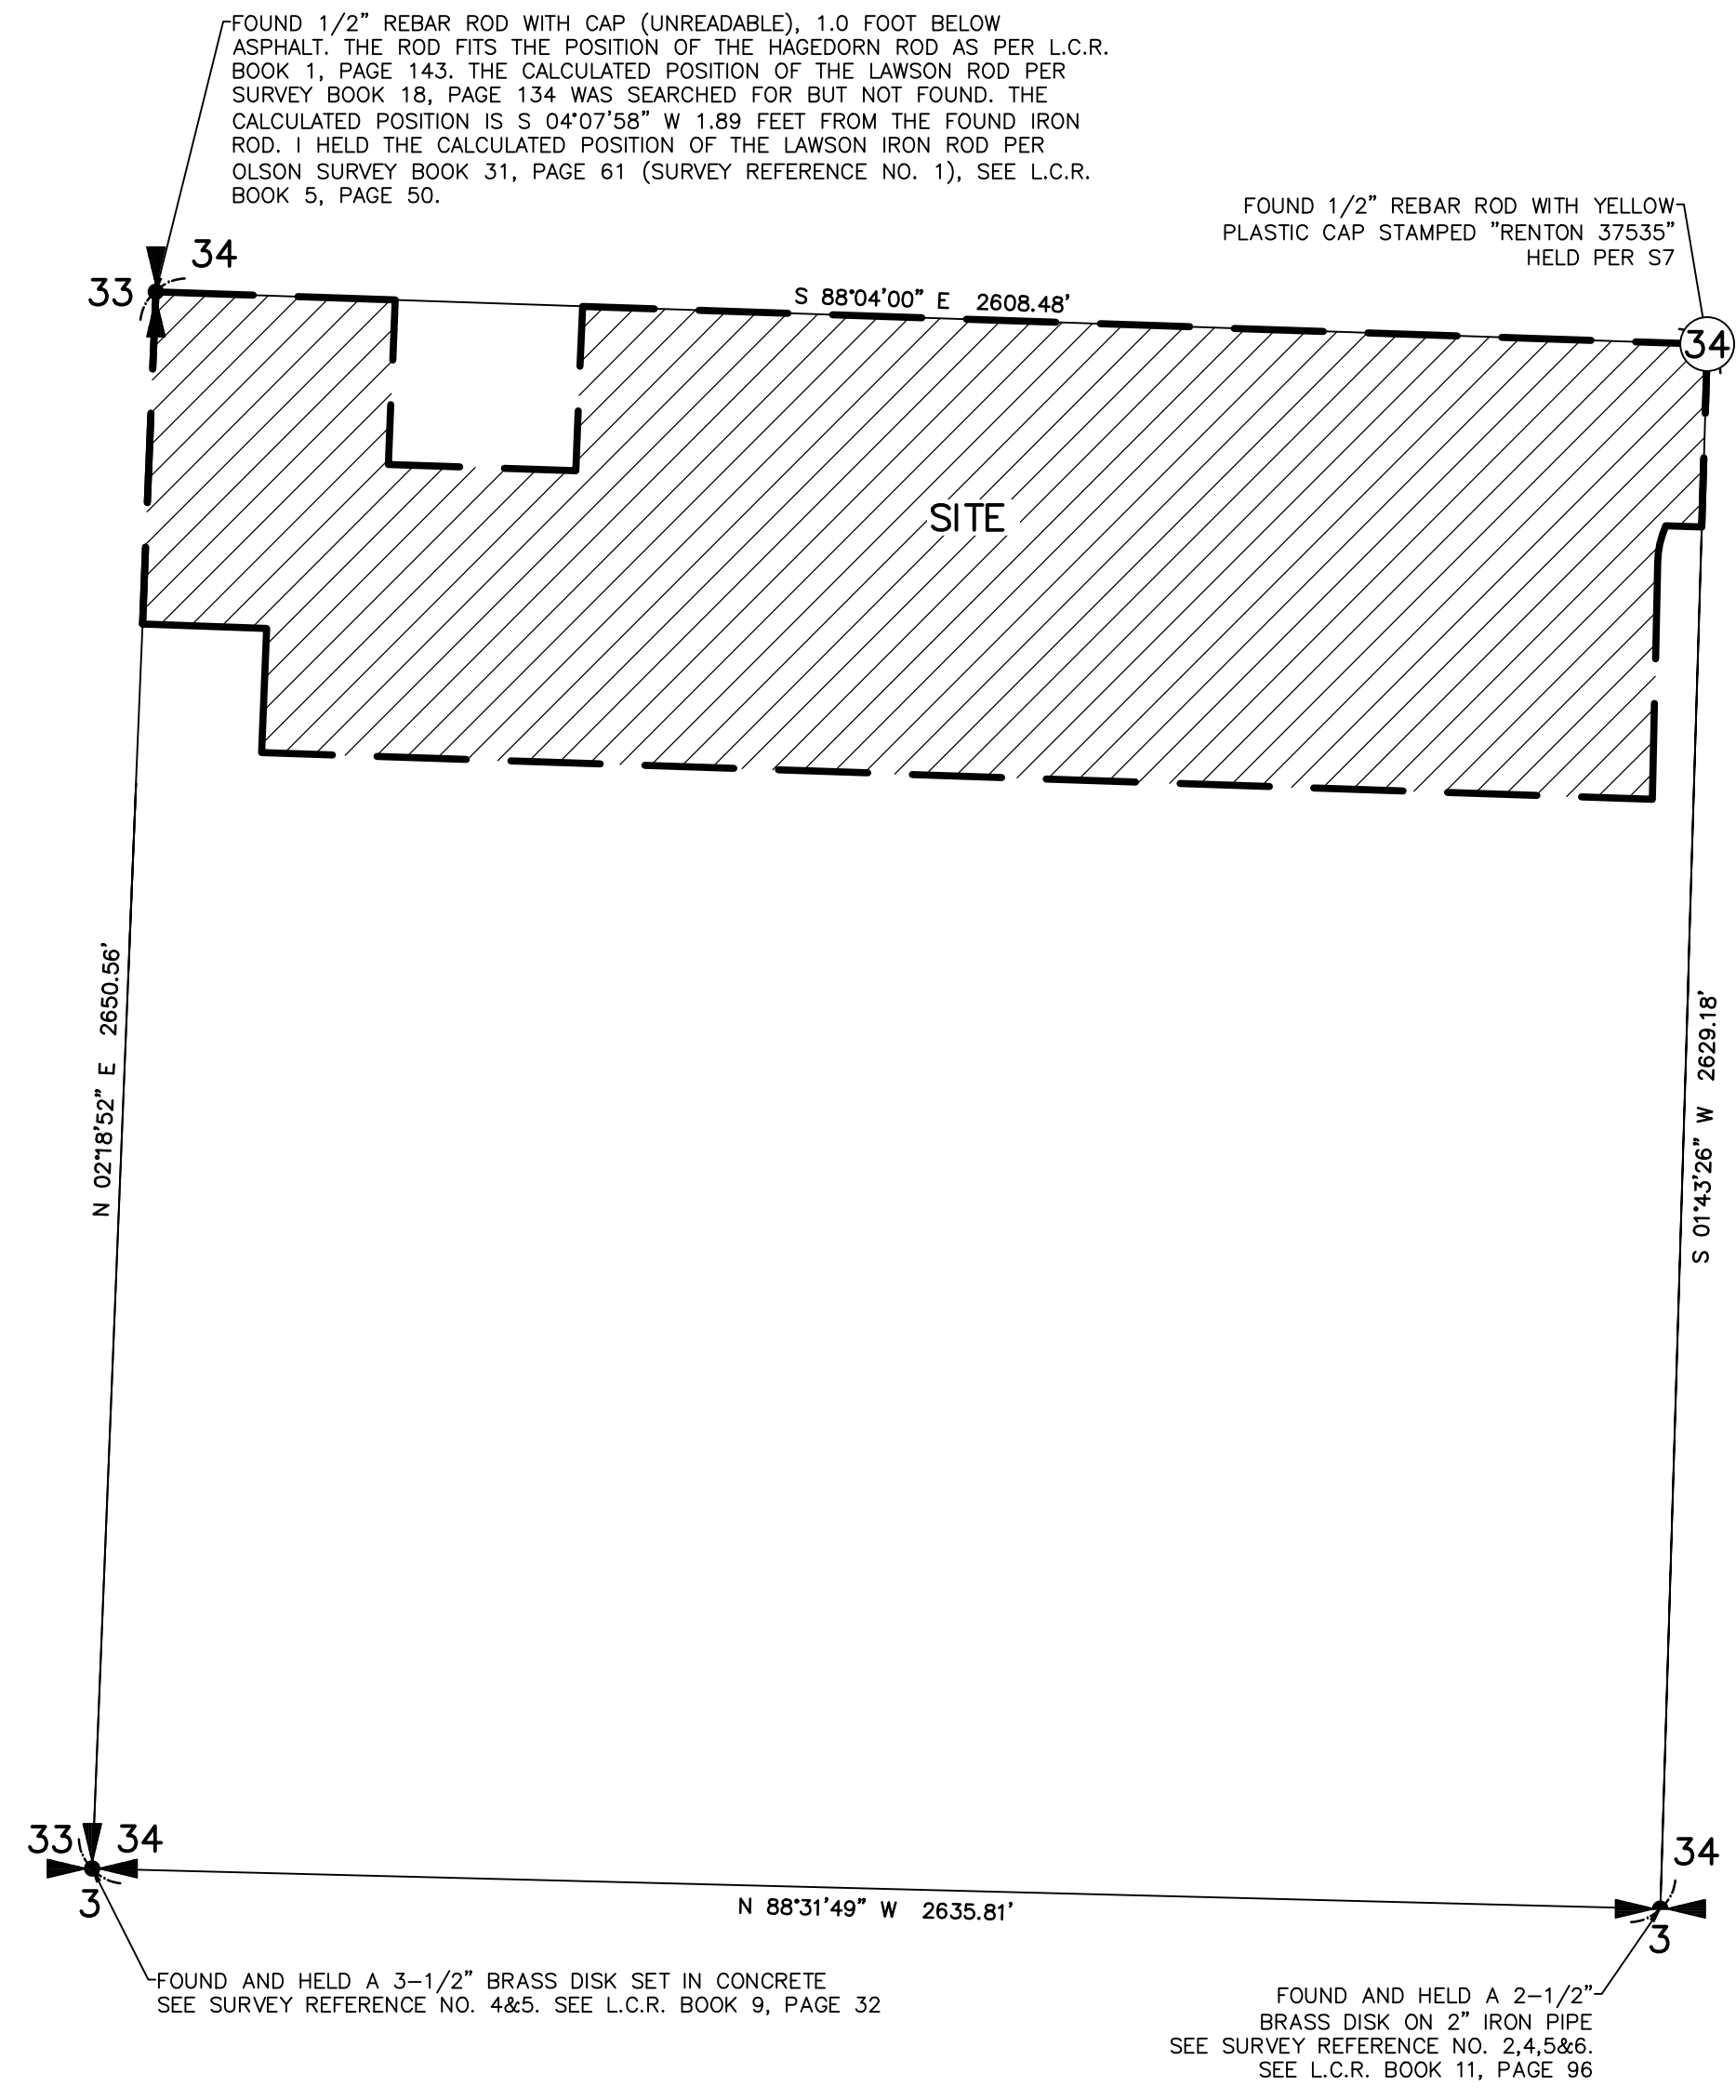 FOUND 1/2" REBAR ROD WITH CAP (UNREADABLE), 1.0 FOOT BELOW
ASPHALT. THE ROD FITS THE POSITION OF THE HAGEDORN ROD AS PER L.C.R.
BOOK 1, PAGE 143. THE CALCULATED POSITION OF THE LAWSON ROD PER
SURVEY BOOK 18, PAGE 134 WAS SEARCHED FOR BUT NOT FOUND. THE
CALCULATED POSITION IS S 04°07'58" W 1.89 FEET FROM THE FOUND IRON
ROD. I HELD THE CALCULATED POSITION OF THE LAWSON IRON ROD PER
OLSON SURVEY BOOK 31, PAGE 61 (SURVEY REFERENCE NO. 1), SEE L.C.R.
BOOK 5, PAGE 50.
FOUND 1/2" REBAR ROD WITH YELLOW
PLASTIC CAP STAMPED "RENTON 37535"
HELD PER S7
34
33
S 88°04'00" E 2608.48'
34
SITE
N 02°18'52" E 2650.56'
S 01°43'26" W 2629.18'
33 34
3
N 88°31'49" W 2635.81'
34
3
FOUND AND HELD A 3-1/2" BRASS DISK SET IN CONCRETE
SEE SURVEY REFERENCE NO. 4&5. SEE L.C.R. BOOK 9, PAGE 32
FOUND AND HELD A 2-1/2"
BRASS DISK ON 2" IRON PIPE
SEE SURVEY REFERENCE NO. 2,4,5&6.
SEE L.C.R. BOOK 11, PAGE 96